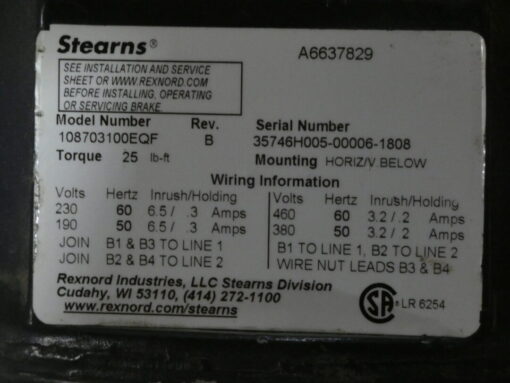 Stearns®
A6637829
SEE INSTALLATION AND SERVICE
SHEET OR WWW.REXNORD.COM
BEFORE INSTALLING, OPERATING
OR SERVICING BRAKE.
Model Number Rev. Serial Number
108703100EQF B 35746H005-00006-1808
Torque 25 lb-ft Mounting HORIZ/V BELOW
Wiring Information
Volts Hertz Inrush/Holding
230 60 6.5 / .3 Amps
190 50 6.5 / .3 Amps
JOIN B1 & B3 TO LINE 1
JOIN B2 & B4 TO LINE 2
Volts Hertz Inrush/Holding
460 60 3.2 / .2 Amps
380 50 3.2 / .2 Amps
B1 TO LINE 1, B2 TO LINE 2
WIRE NUT LEADS B3 & B4
Rexnord Industries, LLC Stearns Division
Cudahy, WI 53110, (414) 272-1100
www.rexnord.com/stearns
SA ® LR 6254